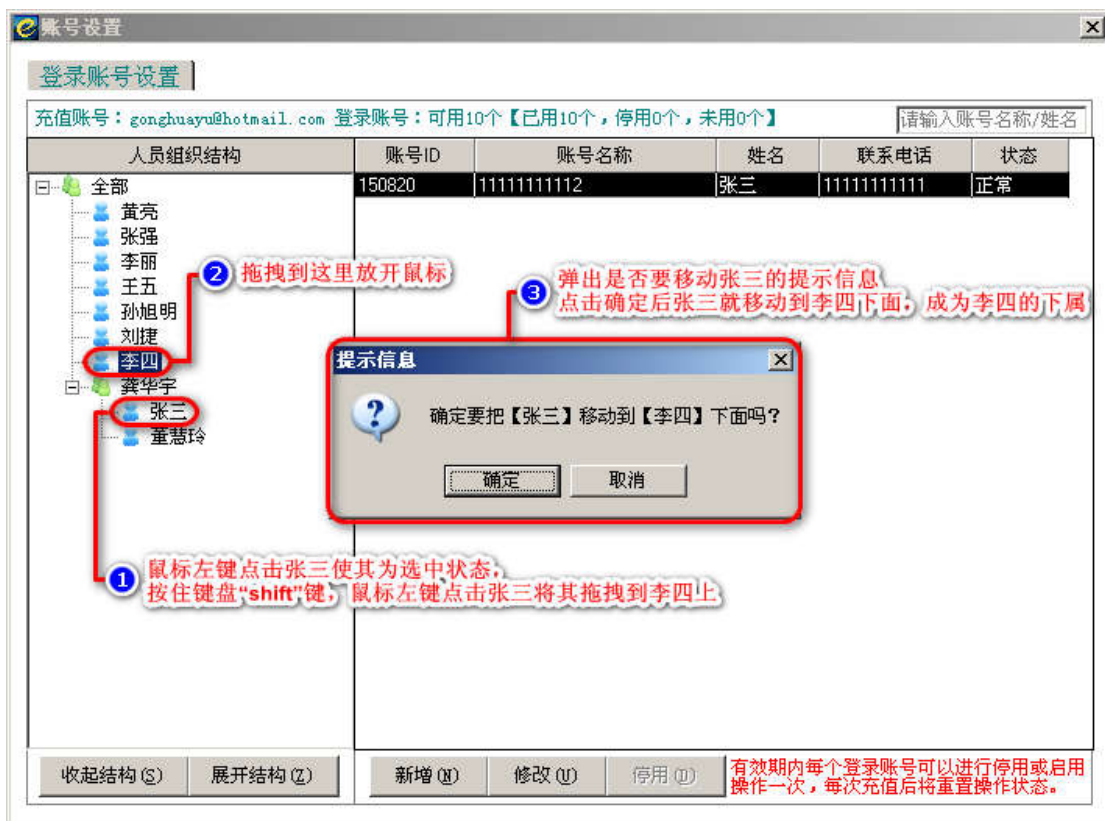 账号设置
登录账号设置
充值账号：gonghuayu@hotmail.com 登录账号：可用10个【已用10个，停用0个，未用0个】 请输入账号名称/姓名
人员组织结构 账号ID 账号名称 姓名 联系电话 状态
150820 11111111112 张三 11111111111 正常
全部
黄亮
张强
李丽
王五
孙旭明
刘捷
李四
龚华宇
张三
董慧玲
2 拖拽到这里放开鼠标
3 弹出是否要移动张三的提示信息
点击确定后张三就移动到李四下面，成为李四的下属
提示信息
确定要把【张三】移动到【李四】下面吗？
确定 取消
1 鼠标左键点击张三使其为选中状态，
按住键盘“shift”键，鼠标左键点击张三将其拖拽到李四上
收起结构(S) 展开结构(Z) 新增(N) 修改(U) 停用(D)
有效期内每个登录账号可以进行停用或启用
操作一次，每次充值后将重置操作状态。